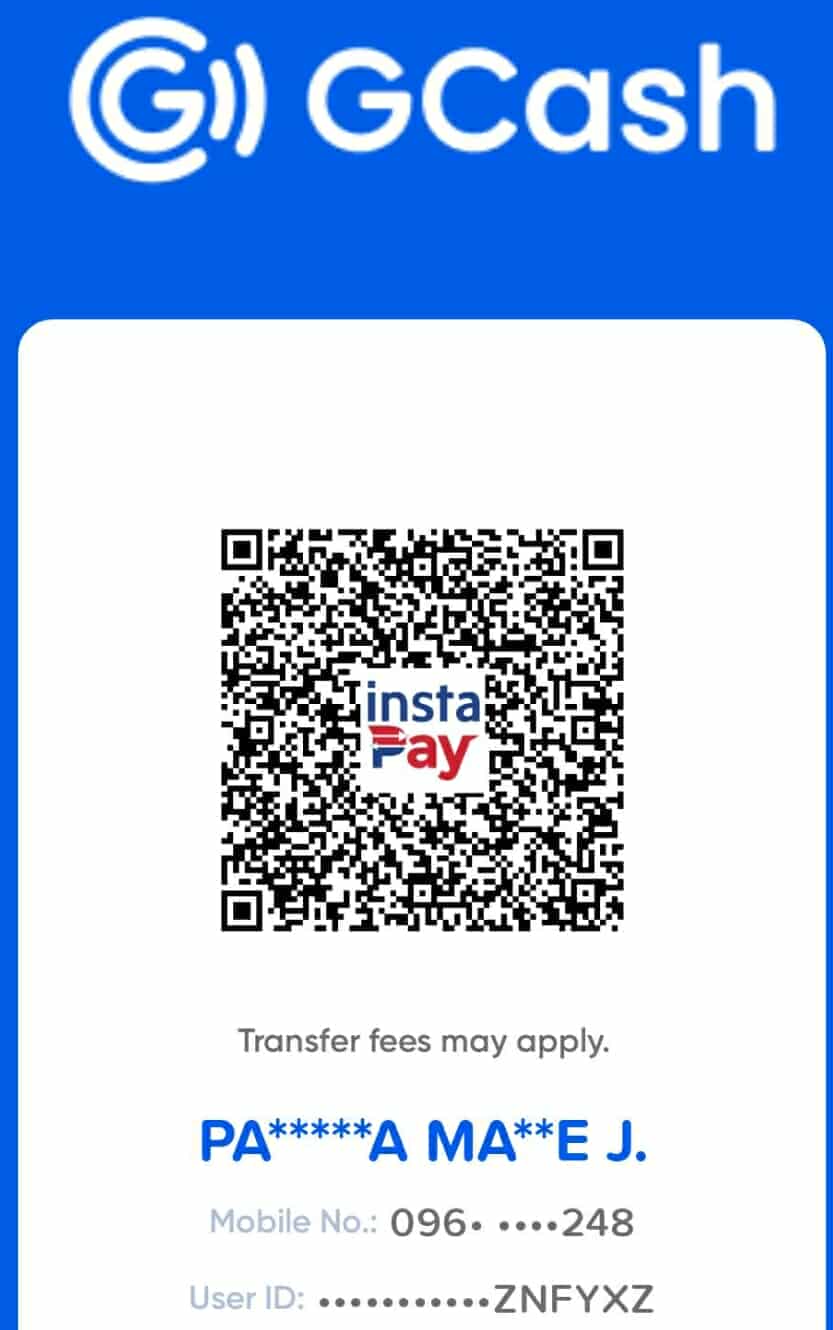 GCash
insta
Pay
Transfer fees may apply.
PA*****A MA**E J.
Mobile No.: 096• ••••248
User ID: •••••••••••ZNFYXZ